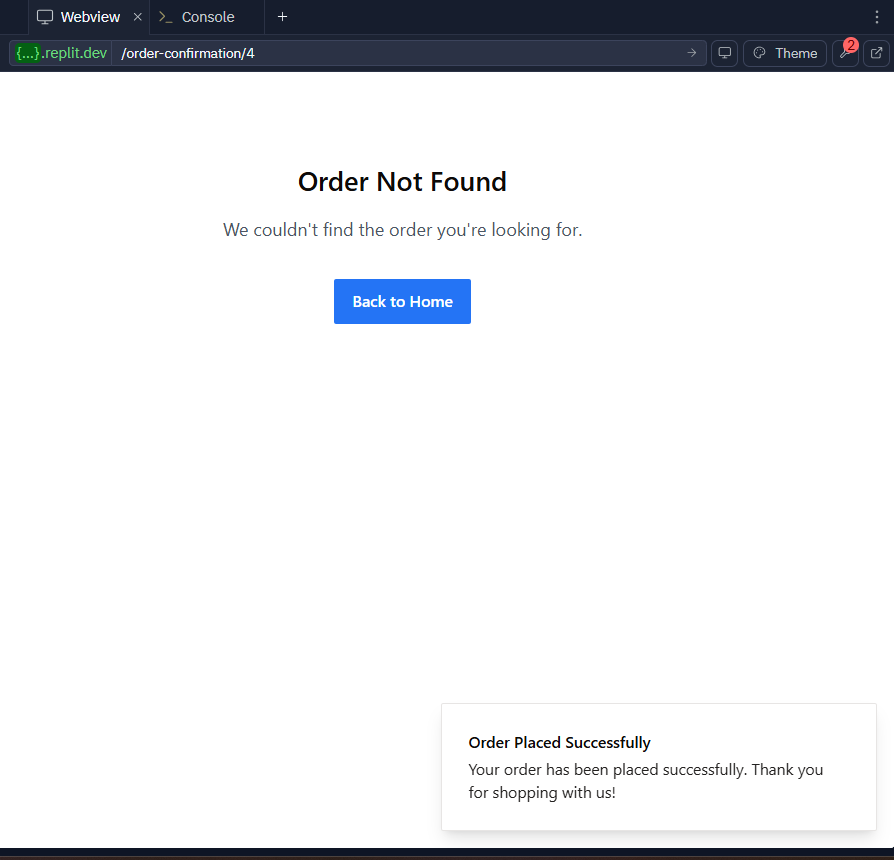 Webview
Console
{...}.replit.dev /order-confirmation/4
Theme
2
Order Not Found
We couldn't find the order you're looking for.
Back to Home
Order Placed Successfully
Your order has been placed successfully. Thank you
for shopping with us!